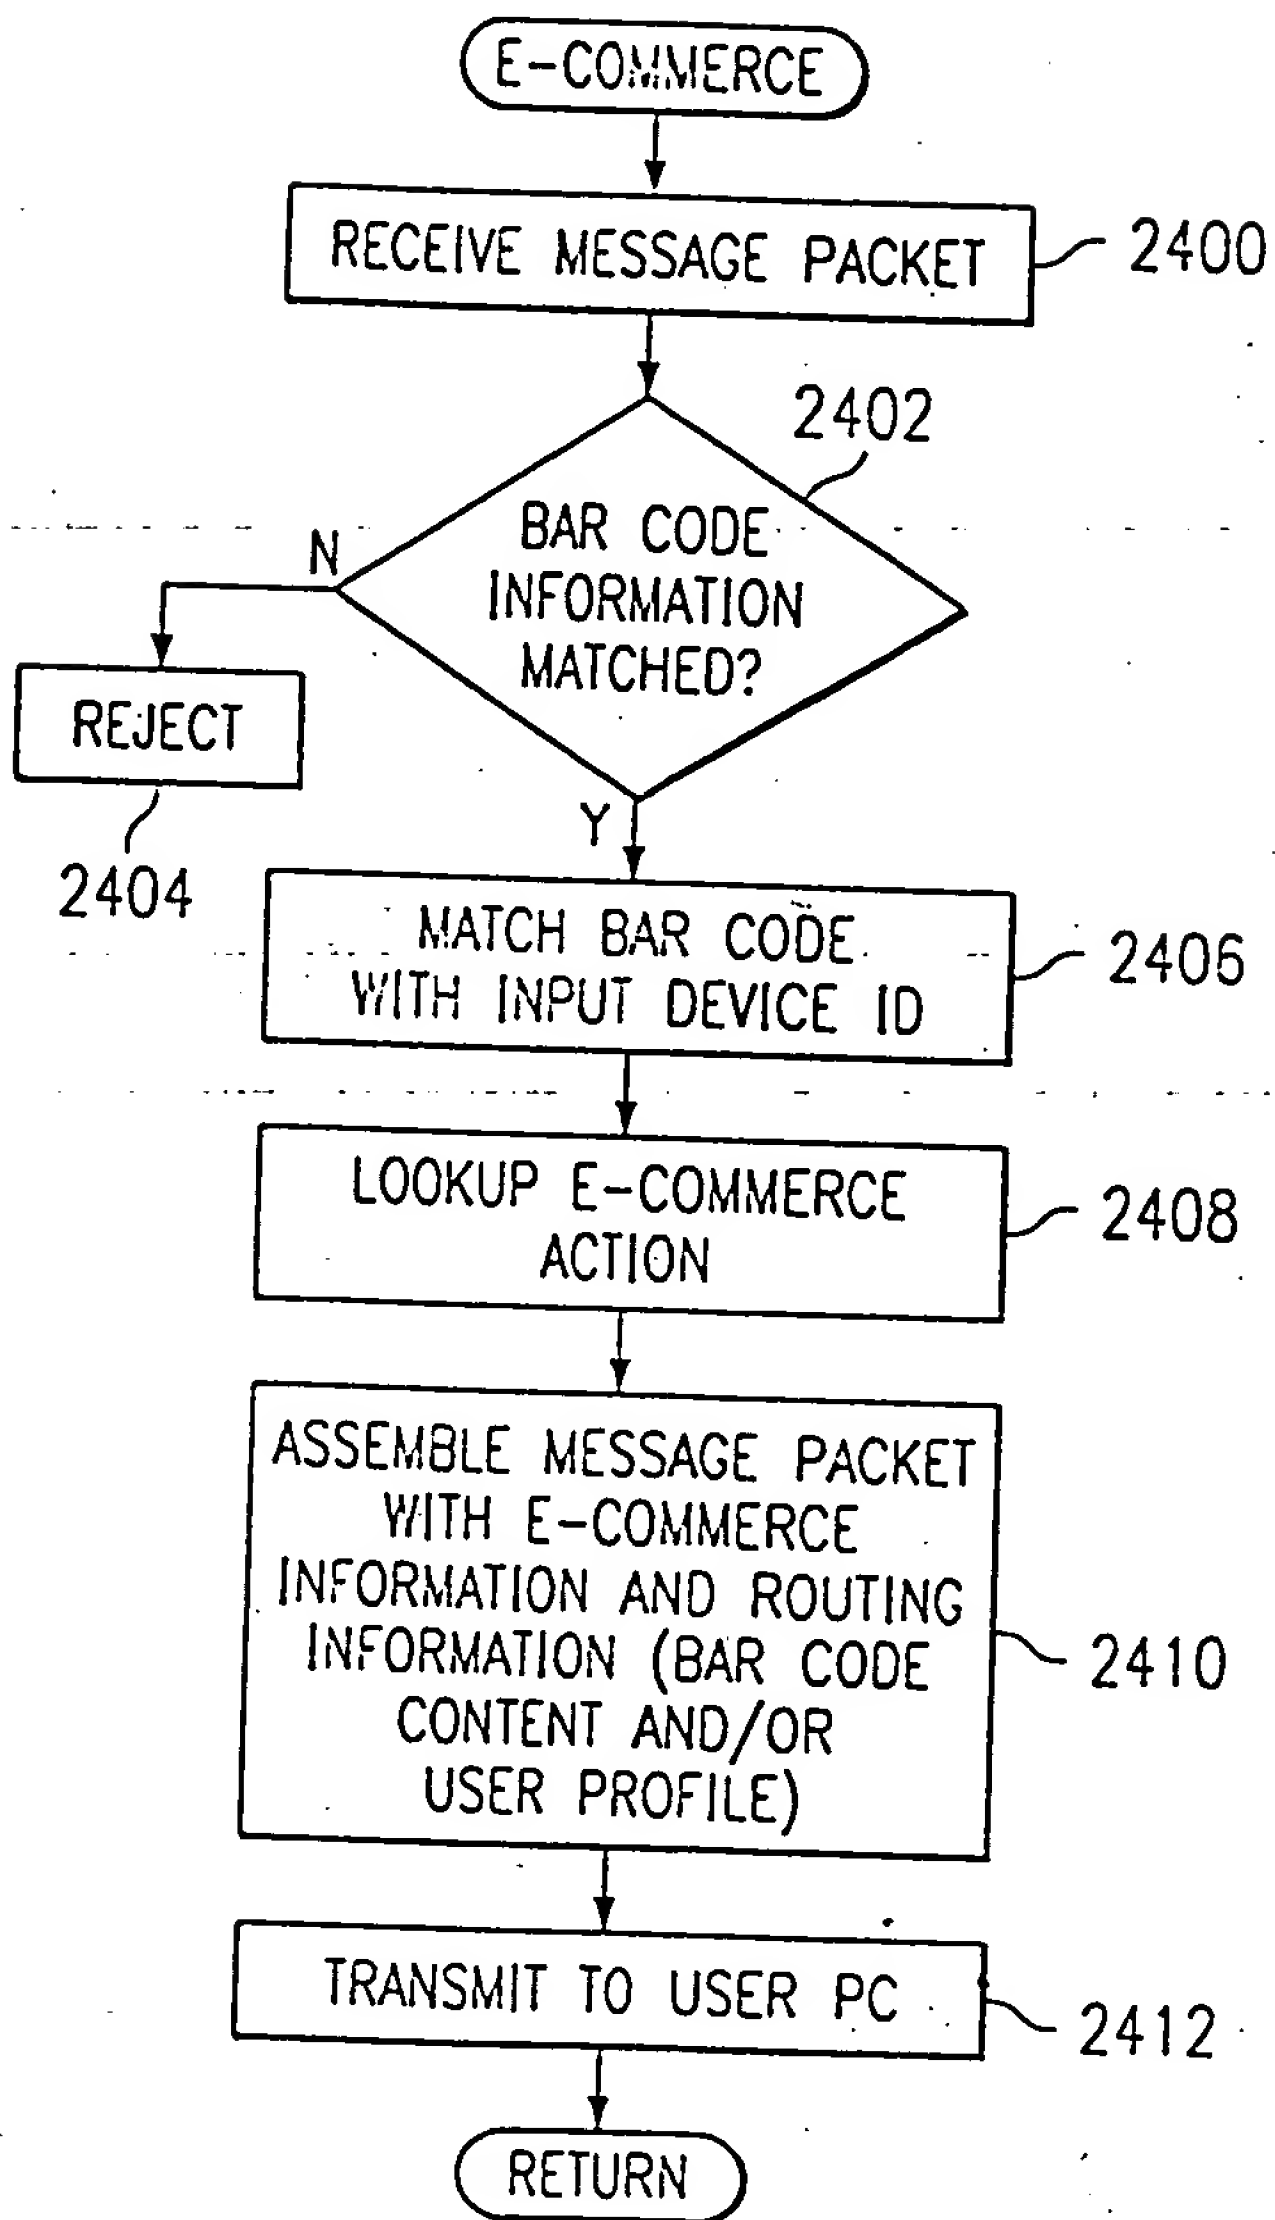 E-COMMERCE
RECEIVE MESSAGE PACKET
2400
2402
BAR CODE
INFORMATION
MATCHED?
N
REJECT
2404
Y
MATCH BAR CODE
WITH INPUT DEVICE ID
2406
LOOKUP E-COMMERCE
ACTION
2408
ASSEMBLE MESSAGE PACKET
WITH E-COMMERCE
INFORMATION AND ROUTING
INFORMATION (BAR CODE
CONTENT AND/OR
USER PROFILE)
2410
TRANSMIT TO USER PC
2412
RETURN